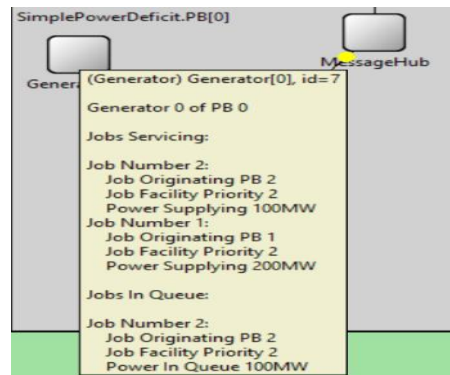 SimplePowerDeficit.PB[0]
MessageHub
Genera
(Generator) Generator[0], id=7
Generator 0 of PB 0
Jobs Servicing:
Job Number 2:
Job Originating PB 2
Job Facility Priority 2
Power Supplying 100MW
Job Number 1:
Job Originating PB 1
Job Facility Priority 2
Power Supplying 200MW
Jobs In Queue:
Job Number 2:
Job Originating PB 2
Job Facility Priority 2
Power In Queue 100MW